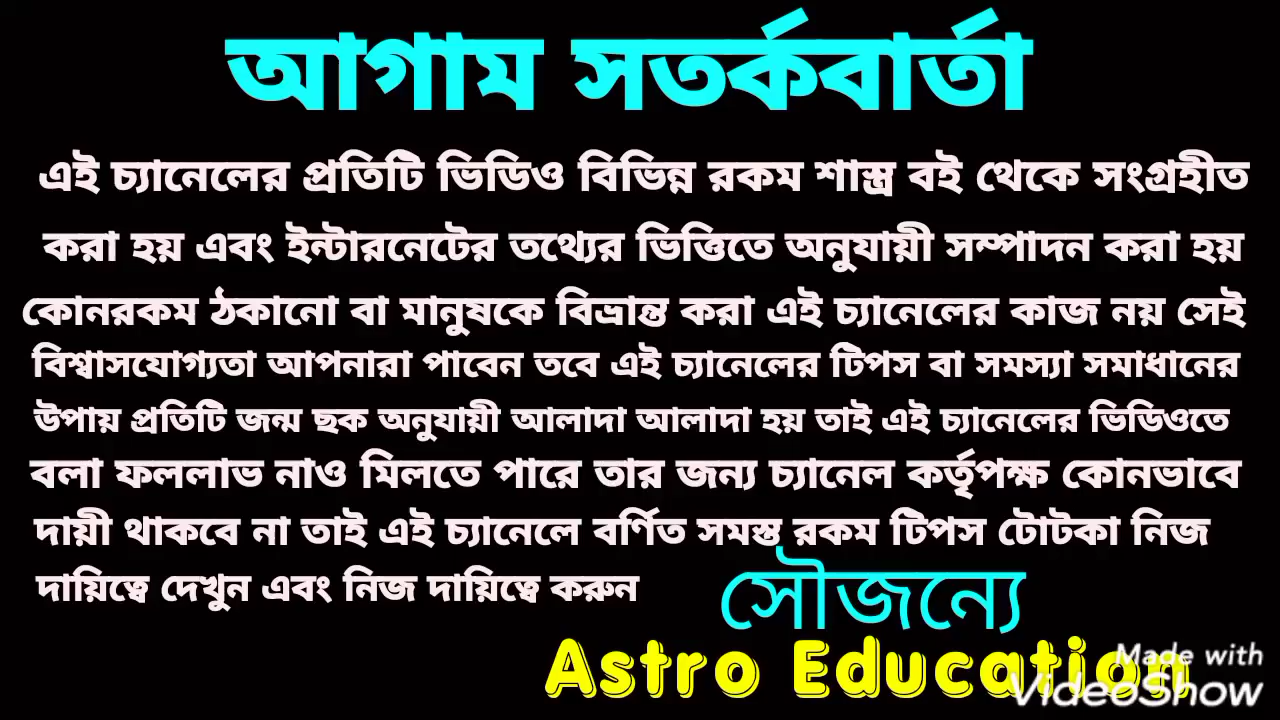 আগাম সতর্কবার্তা
এই চ্যানেলের প্রতিটি ভিডিও বিভিন্ন রকম শাস্ত্র বই থেকে সংগ্রহীত
করা হয় এবং ইন্টারনেটের তথ্যের ভিত্তিতে অনুযায়ী সম্পাদন করা হয়
কোনরকম ঠকানো বা মানুষকে বিভ্রান্ত করা এই চ্যানেলের কাজ নয় সেই
বিশ্বাসযোগ্যতা আপনারা পাবেন তবে এই চ্যানেলের টিপস বা সমস্যা সমাধানের
উপায় প্রতিটি জন্ম ছক অনুযায়ী আলাদা আলাদা হয় তাই এই চ্যানেলের ভিডিওতে
বলা ফললাভ নাও মিলতে পারে তার জন্য চ্যানেল কর্তৃপক্ষ কোনভাবে
দায়ী থাকবে না তাই এই চ্যানেলে বর্ণিত সমস্ত রকম টিপস টোটকা নিজ
দায়িত্বে দেখুন এবং নিজ দায়িত্বে করুন
সৌজন্যে
Astro Education
Made with
VideoShow